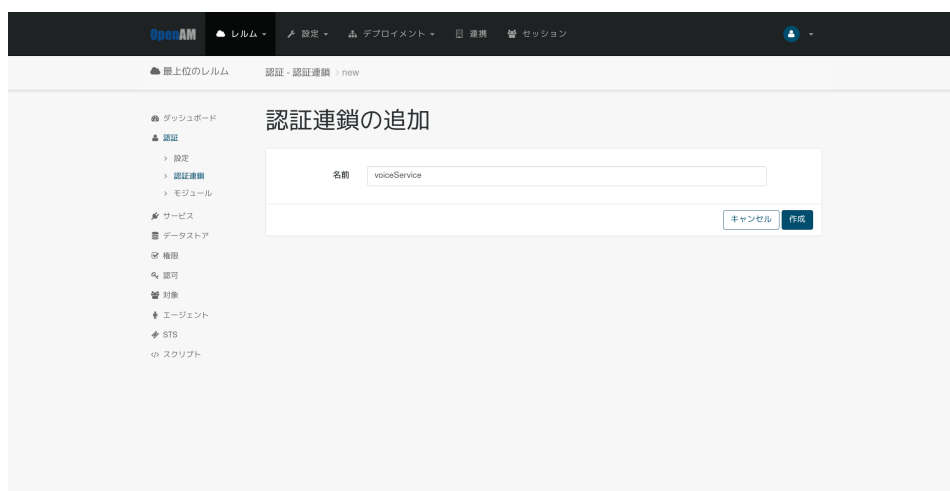 OpenAM レルム 設定 デプロイメント 連携 セッション
最上位のレルム 認証 - 認証連鎖 > new
認証連鎖の追加
ダッシュボード
認証
> 設定
> 認証連鎖
> モジュール
サービス
データストア
権限
認可
対象
エージェント
STS
スクリプト
名前 voiceService
キャンセル 作成